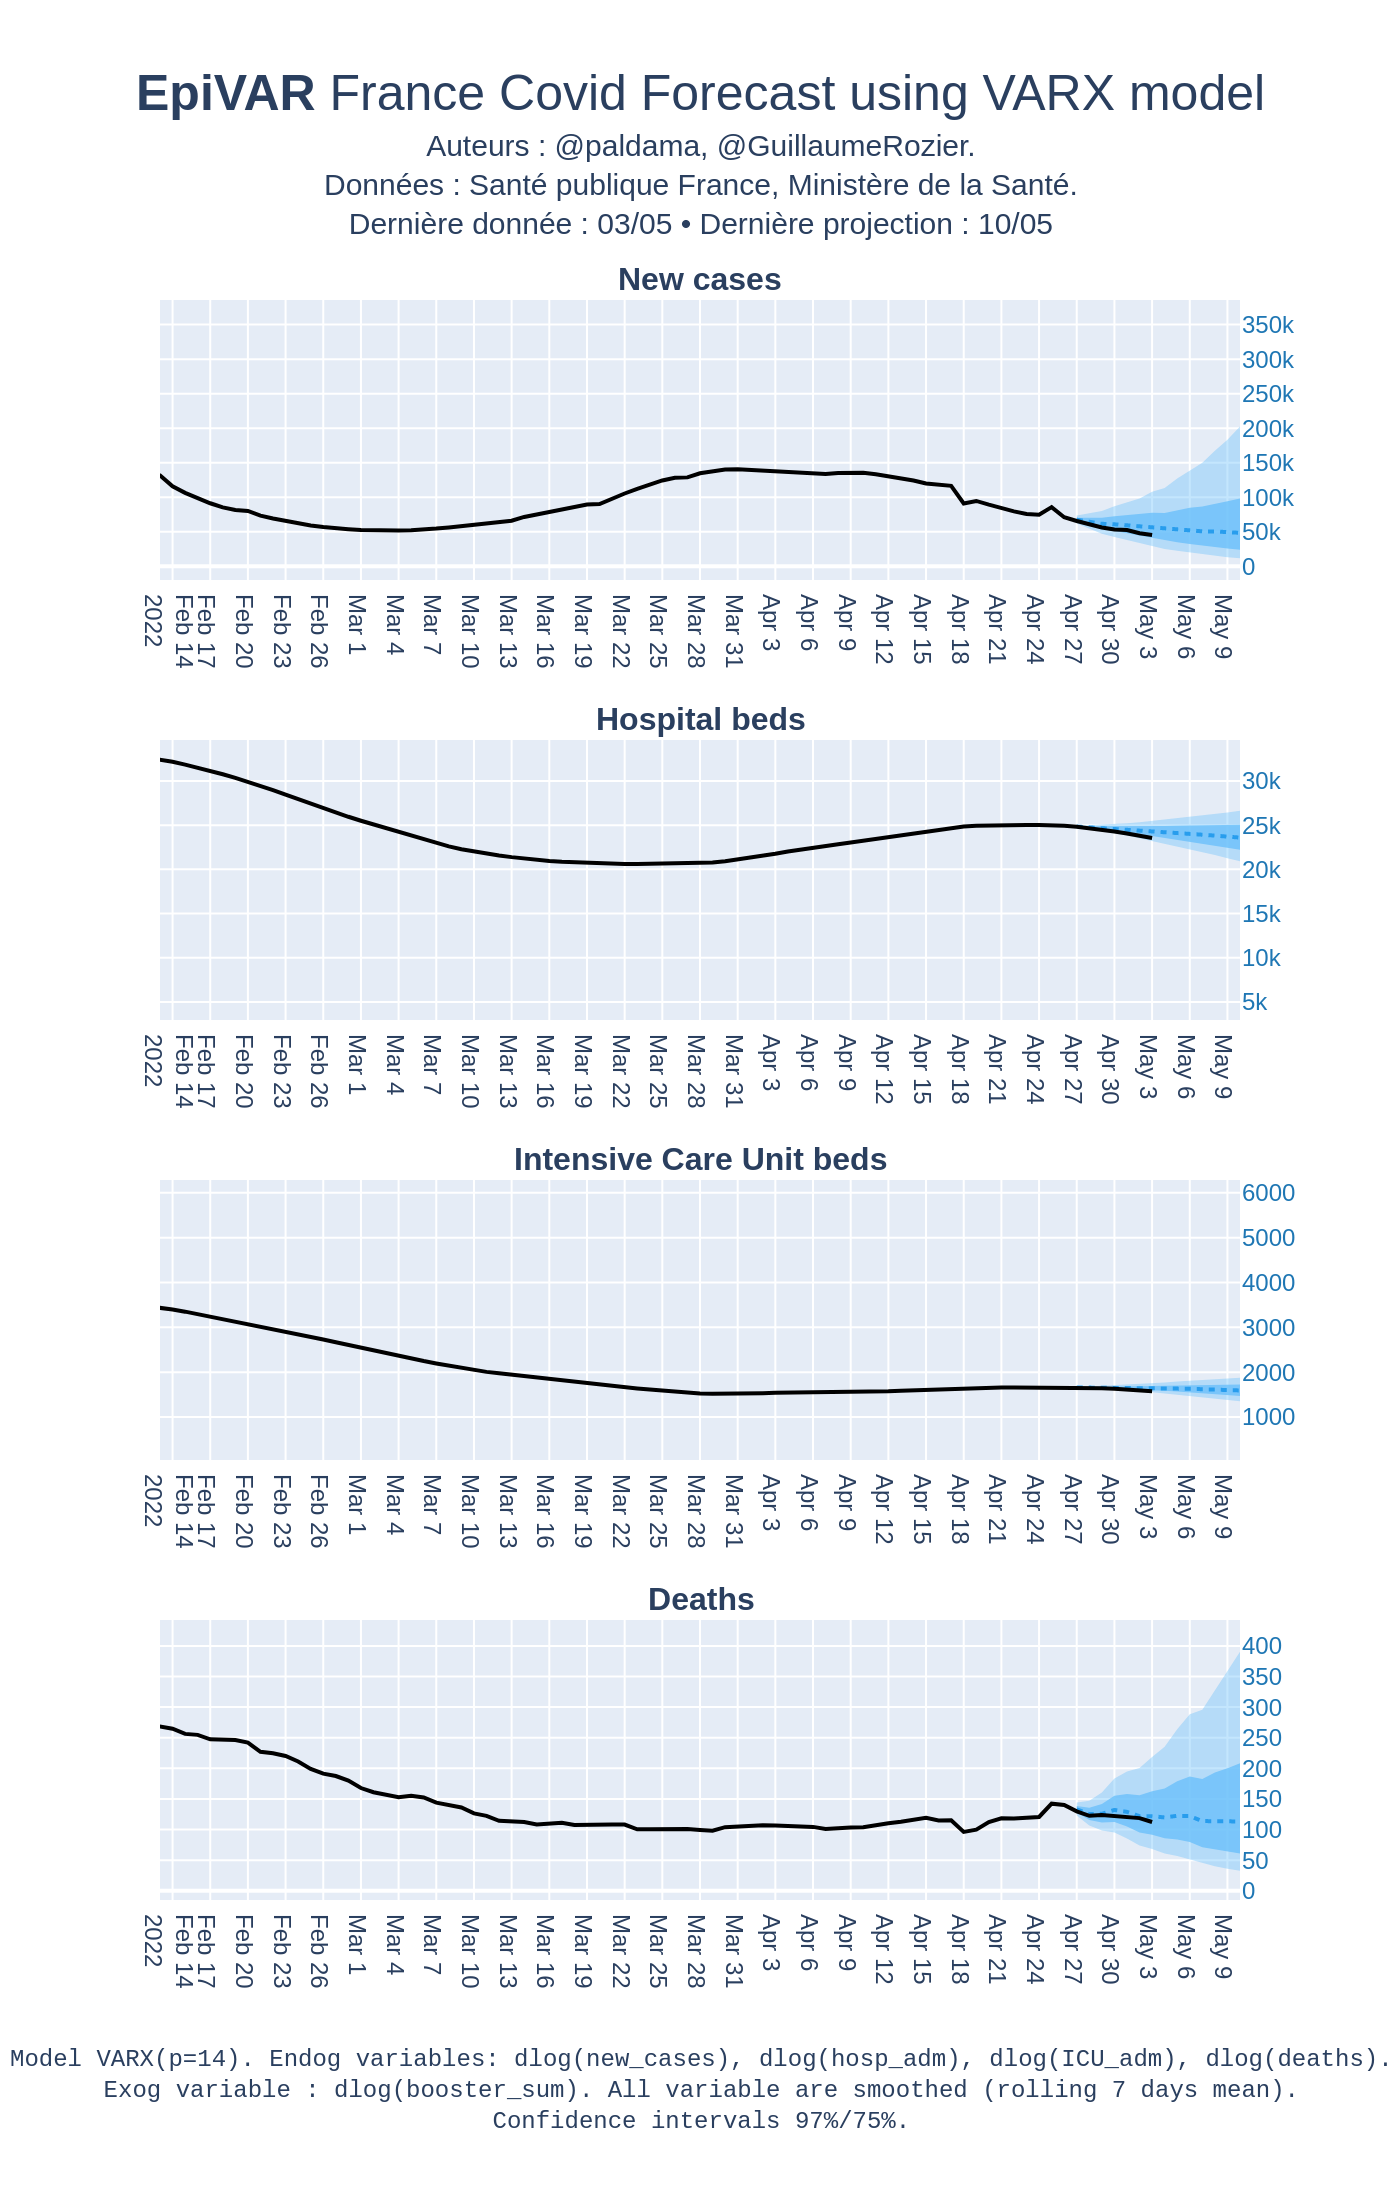 EpiVAR France Covid Forecast using VARX model
Auteurs : @paldama, @GuillaumeRozier.
Données : Santé publique France, Ministère de la Santé.
Dernière donnée : 03/05 • Dernière projection : 10/05
New cases
350k
300k
250k
200k
150k
100k
50k
0
2022 Feb 14 Feb 17 Feb 20 Feb 23 Feb 26 Mar 1 Mar 4 Mar 7 Mar 10 Mar 13 Mar 16 Mar 19 Mar 22 Mar 25 Mar 28 Mar 31 Apr 3 Apr 6 Apr 9 Apr 12 Apr 15 Apr 18 Apr 21 Apr 24 Apr 27 Apr 30 May 3 May 6 May 9
Hospital beds
30k
25k
20k
15k
10k
5k
2022 Feb 14 Feb 17 Feb 20 Feb 23 Feb 26 Mar 1 Mar 4 Mar 7 Mar 10 Mar 13 Mar 16 Mar 19 Mar 22 Mar 25 Mar 28 Mar 31 Apr 3 Apr 6 Apr 9 Apr 12 Apr 15 Apr 18 Apr 21 Apr 24 Apr 27 Apr 30 May 3 May 6 May 9
Intensive Care Unit beds
6000
5000
4000
3000
2000
1000
2022 Feb 14 Feb 17 Feb 20 Feb 23 Feb 26 Mar 1 Mar 4 Mar 7 Mar 10 Mar 13 Mar 16 Mar 19 Mar 22 Mar 25 Mar 28 Mar 31 Apr 3 Apr 6 Apr 9 Apr 12 Apr 15 Apr 18 Apr 21 Apr 24 Apr 27 Apr 30 May 3 May 6 May 9
Deaths
400
350
300
250
200
150
100
50
0
2022 Feb 14 Feb 17 Feb 20 Feb 23 Feb 26 Mar 1 Mar 4 Mar 7 Mar 10 Mar 13 Mar 16 Mar 19 Mar 22 Mar 25 Mar 28 Mar 31 Apr 3 Apr 6 Apr 9 Apr 12 Apr 15 Apr 18 Apr 21 Apr 24 Apr 27 Apr 30 May 3 May 6 May 9
Model VARX(p=14). Endog variables: dlog(new_cases), dlog(hosp_adm), dlog(ICU_adm), dlog(deaths).
Exog variable : dlog(booster_sum). All variable are smoothed (rolling 7 days mean).
Confidence intervals 97%/75%.